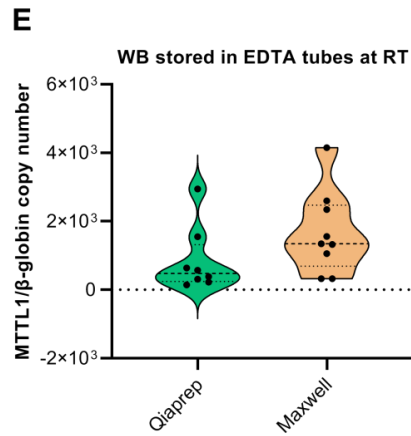 E
WB stored in EDTA tubes at RT
MTTL1/β-globin copy number
6×10³
4×10³
2×10³
0
-2×10³
Qiaprep
Maxwell